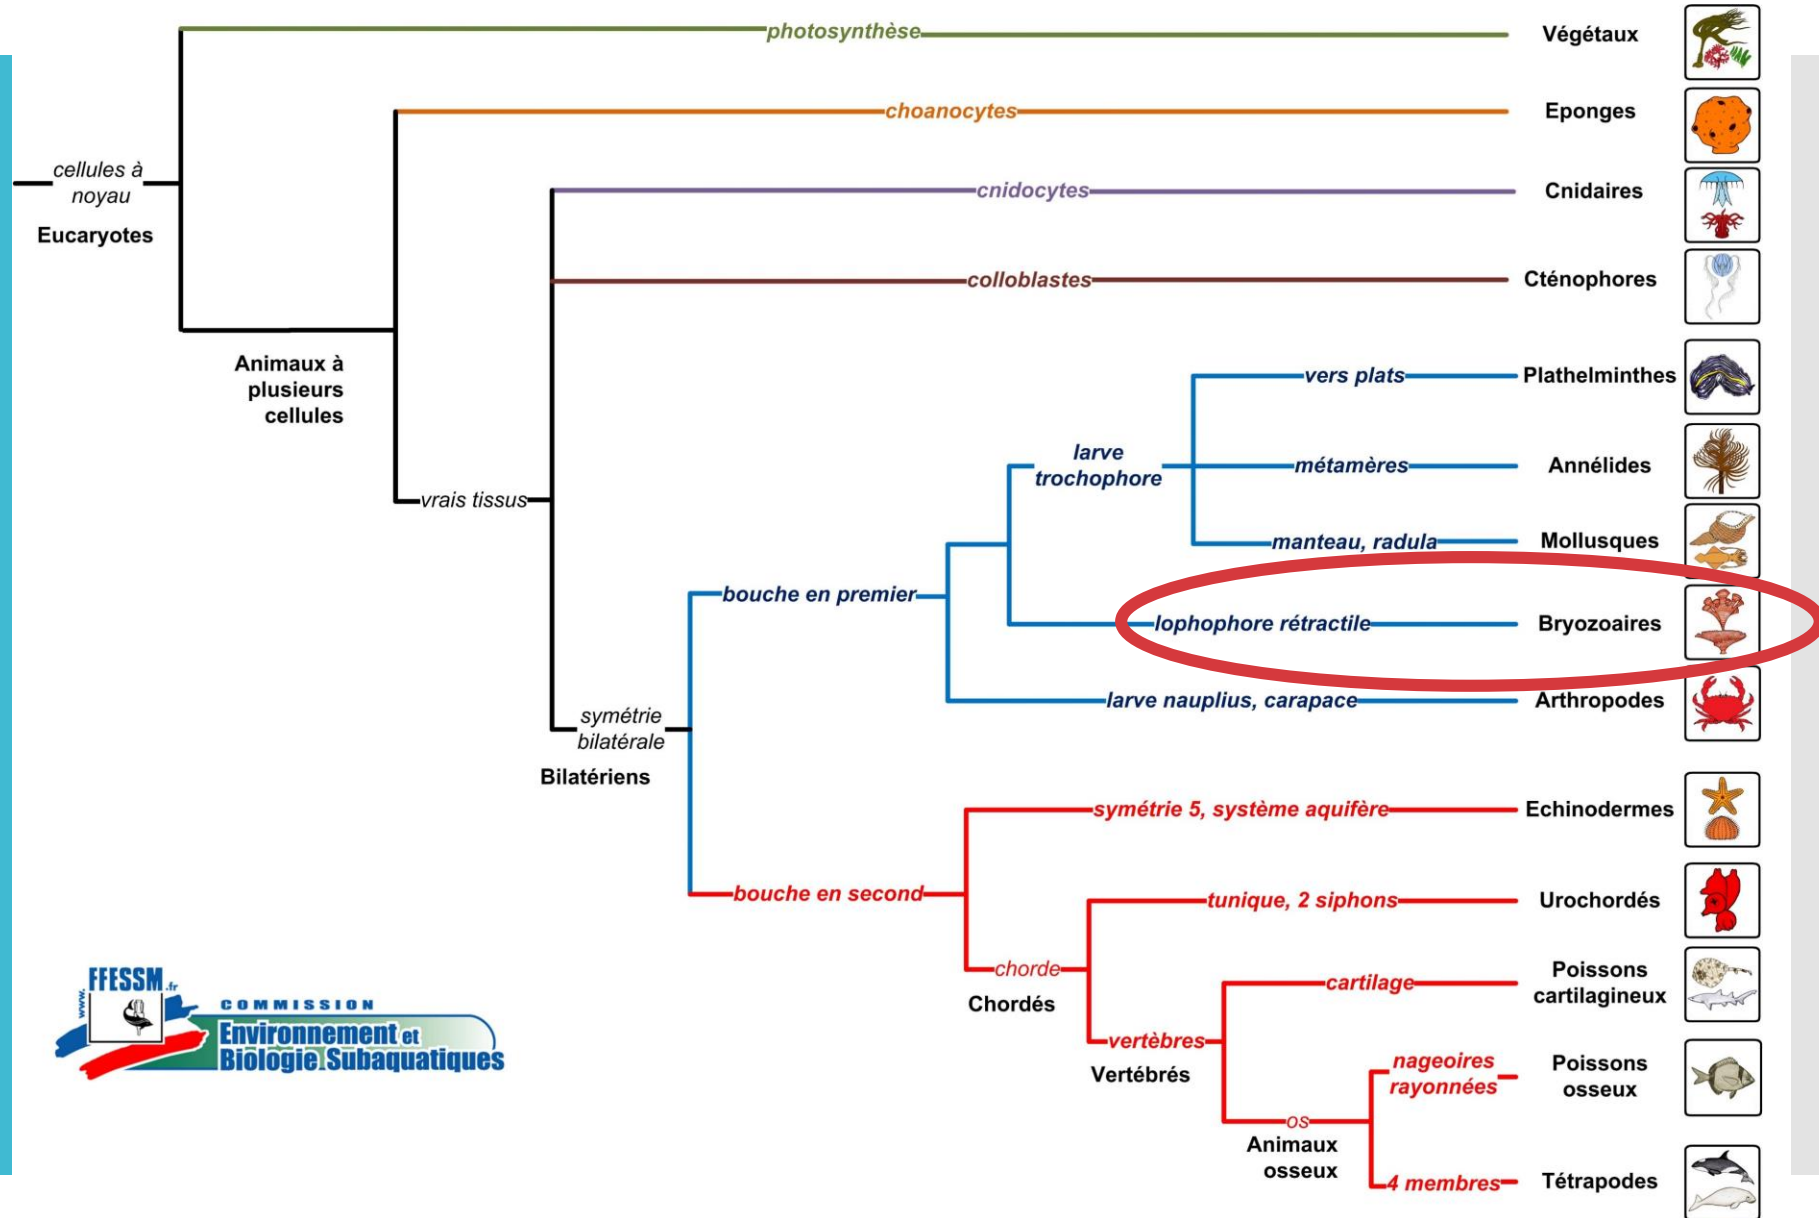 photosynthèse
Végétaux
choanocytes
Eponges
cellules à
noyau
Eucaryotes
cnidocytes
Cnidaires
colloblastes
Cténophores
Animaux à
plusieurs
cellules
vers plats
Plathelminthes
larve
trochophore
métamères
Annélides
vrais tissus
manteau, radula
Mollusques
bouche en premier
lophophore rétractile
Bryozoaires
larve nauplius, carapace
Arthropodes
symétrie
bilatérale
Bilatériens
symétrie 5, système aquifère
Echinodermes
bouche en second
tunique, 2 siphons
Urochordés
chorde
Chordés
cartilage
Poissons
cartilagineux
vertèbres
Vertébrés
nageoires
rayonnées
Poissons
osseux
os
Animaux
osseux
4 membres
Tétrapodes
www.
FFESSM.fr
COMMISSION
Environnement et
Biologie Subaquatiques